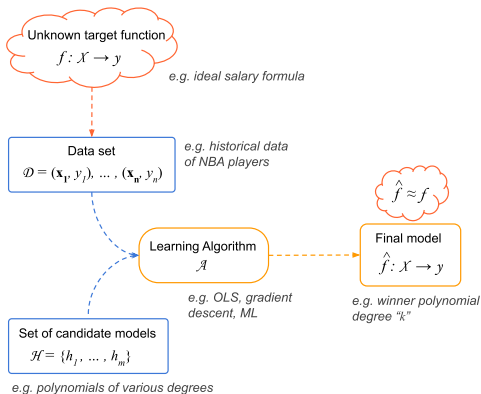 Unknown target function
f : X → y
e.g. ideal salary formula
Data set
𝒟 = (x₁, y₁), ... , (xₙ, yₙ)
e.g. historical data
of NBA players
f̂ ≈ f
Learning Algorithm
𝒜
Final model
f̂ : X → y
e.g. OLS, gradient
descent, ML
e.g. winner polynomial
degree “k”
Set of candidate models
ℋ = {h₁, ... , hₘ}
e.g. polynomials of various degrees